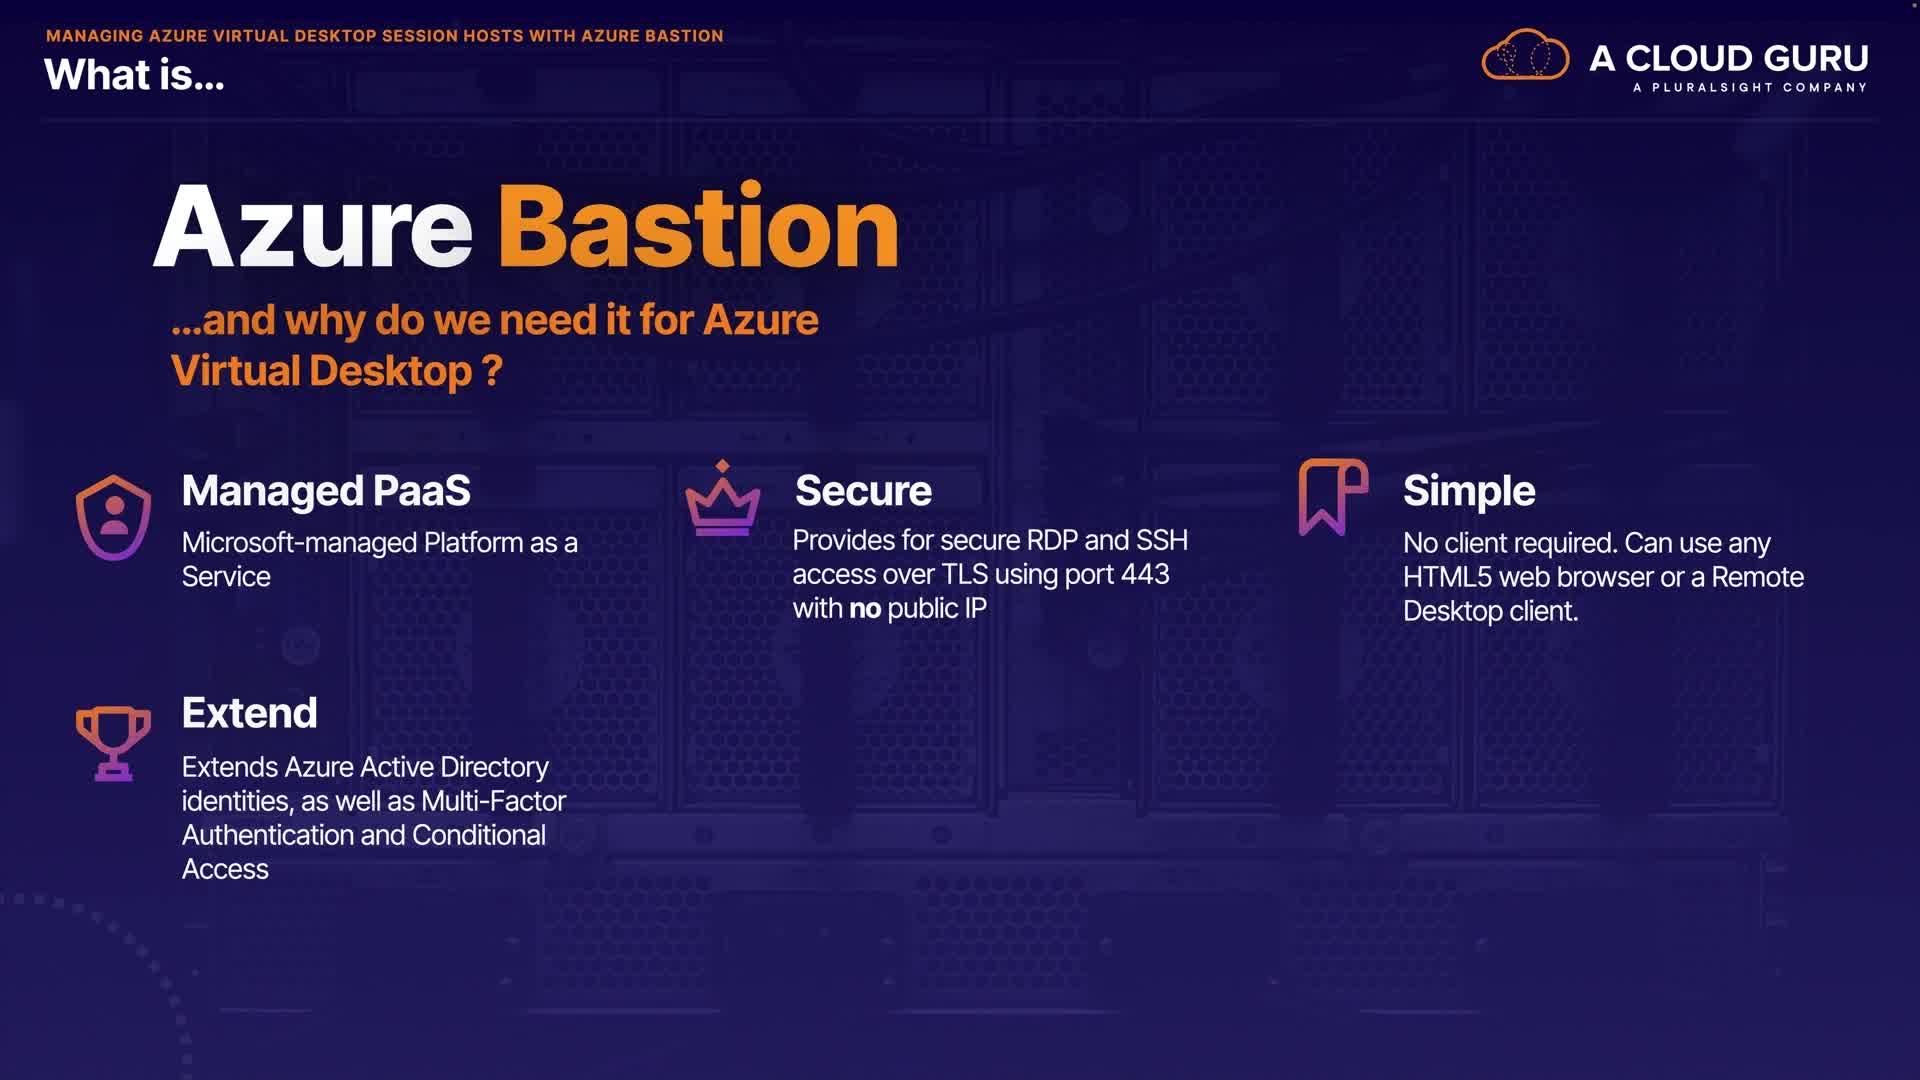 MANAGING AZURE VIRTUAL DESKTOP SESSION HOSTS WITH AZURE BASTION
What is...
A CLOUD GURU
A PLURALSIGHT COMPANY
Azure Bastion
...and why do we need it for Azure
Virtual Desktop ?
Managed PaaS
Microsoft-managed Platform as a
Service
Secure
Provides for secure RDP and SSH
access over TLS using port 443
with no public IP
Simple
No client required. Can use any
HTML5 web browser or a Remote
Desktop client.
Extend
Extends Azure Active Directory
identities, as well as Multi-Factor
Authentication and Conditional
Access